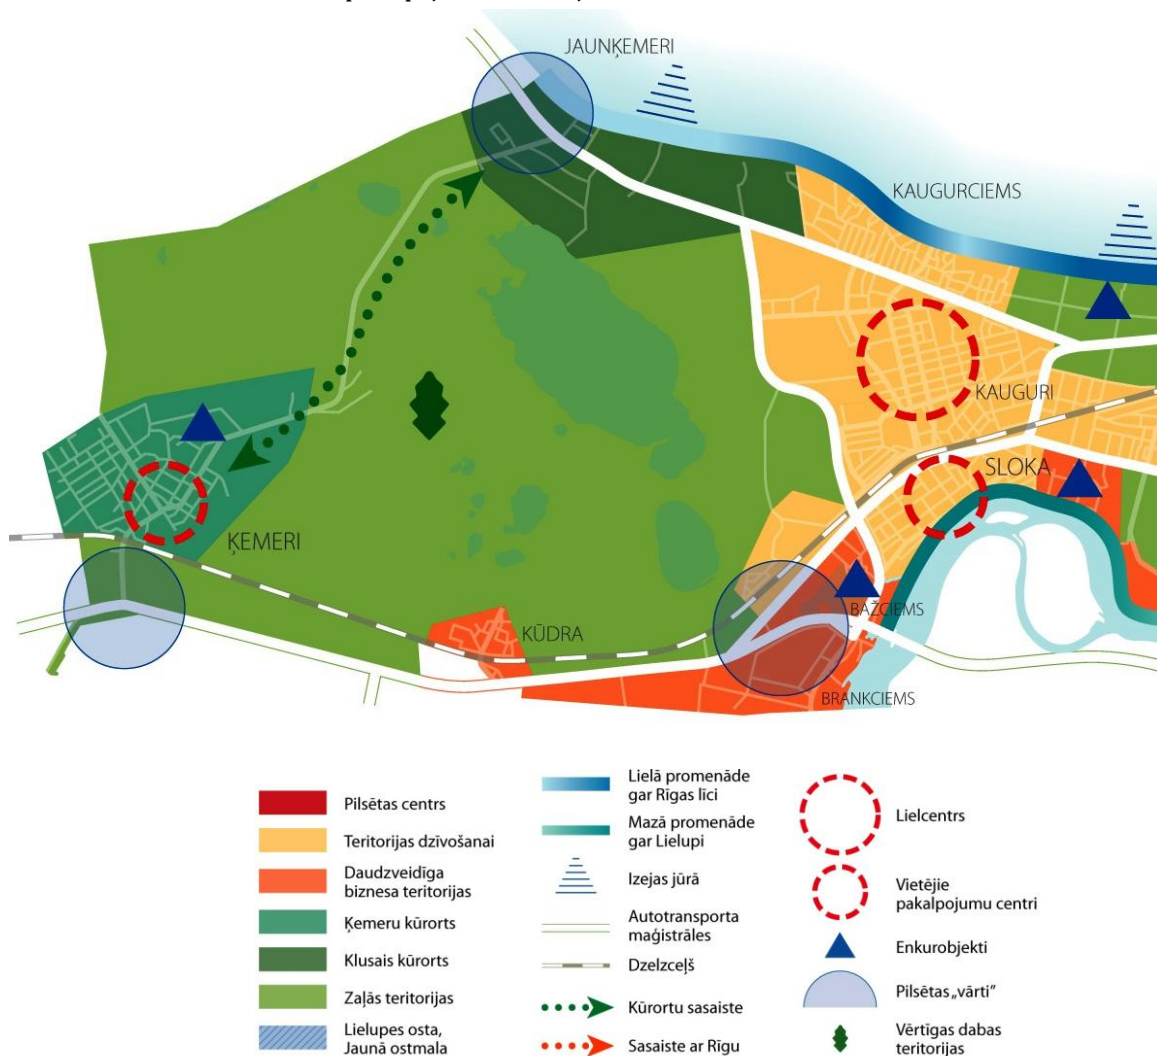 JAUNĶEMERI
KAUGURCIEMS
KAUGURI
SLOKA
ĶEMERI
KŪDRA
BAŽCIEMS
BRANKCIEMS
Pilsētas centrs
Teritorijas dzīvošanai
Daudzveidīga
biznesa teritorijas
Ķemeru kūrorts
Klusais kūrorts
Zaļās teritorijas
Lielupes osta,
Jaunā ostmala
Lielā promenāde
gar Rīgas līci
Mazā promenāde
gar Lielupi
Izejas jūrā
Autotransporta
maģistrāles
Dzelzceļš
Kūrortu sasaiste
Sasaiste ar Rīgu
Lielcentrs
Vietējie
pakalpojumu centri
Enkurobjekti
Pilsētas „vārti”
Vērtīgas dabas
teritorijas